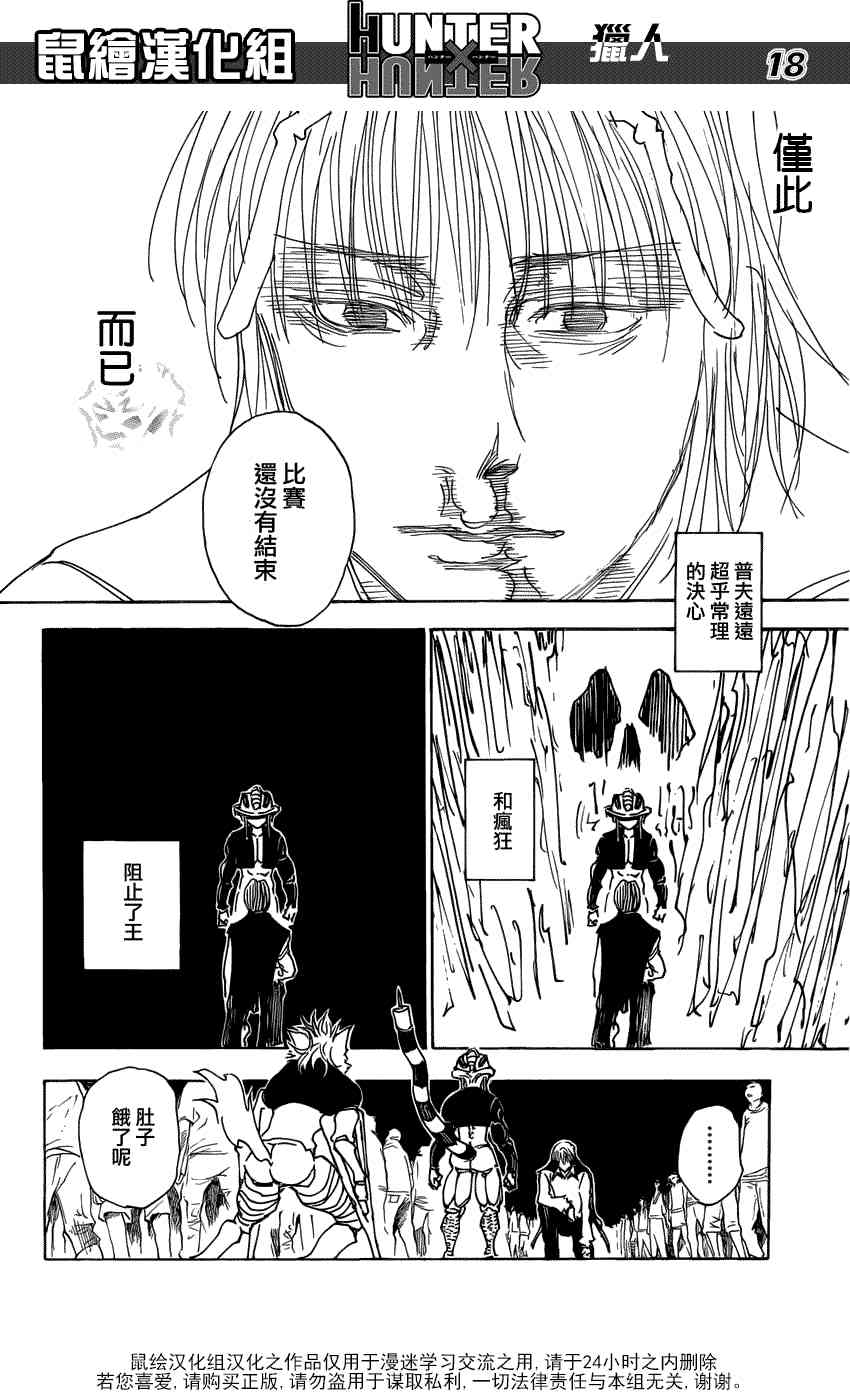 鼠繪漢化組
HUNTER
×
HUNTER
獵人
18
僅此
而已
比賽
還沒有結束
普夫遠遠
超乎常理
的決心
和瘋狂
阻止了王
………
肚子
餓了呢
鼠绘汉化组汉化之作品仅用于漫迷学习交流之用, 请于24小时之内删除
若您喜爱, 请购买正版, 请勿盗用于谋取私利, 一切法律责任与本组无关, 谢谢。